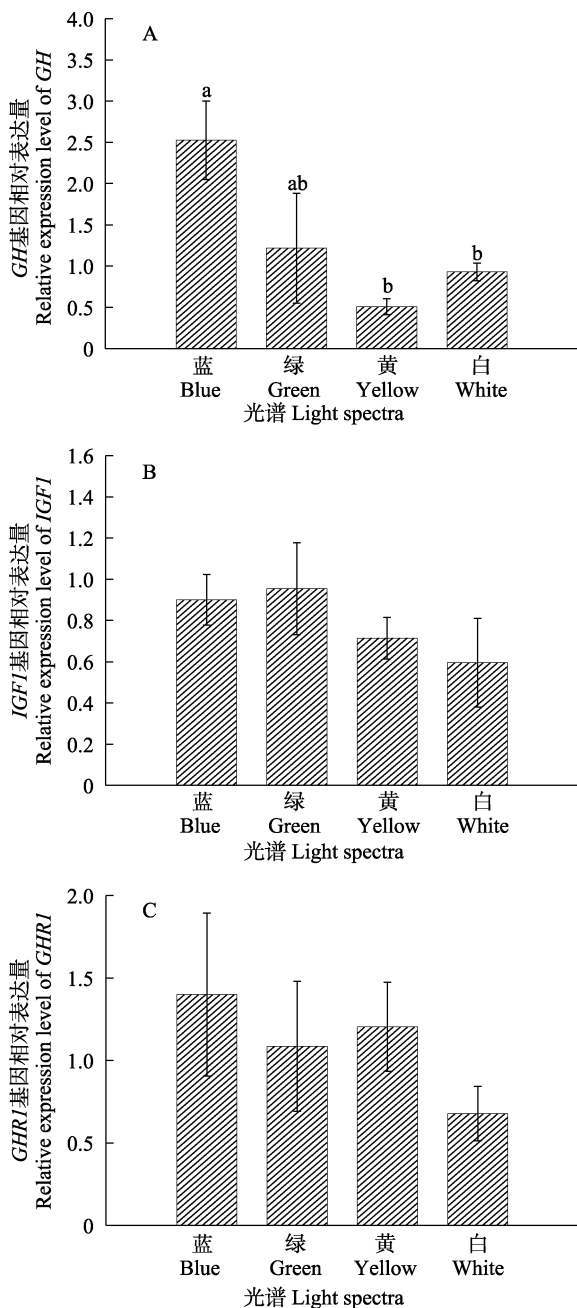 A
GH基因相对表达量
Relative expression level of GH
4.0
3.5
3.0
2.5
2.0
1.5
1.0
0.5
0
a
ab
b
b
蓝 绿 黄 白
Blue Green Yellow White
光谱 Light spectra
B
IGF1基因相对表达量
Relative expression level of IGF1
1.6
1.4
1.2
1.0
0.8
0.6
0.4
0.2
0
蓝 绿 黄 白
Blue Green Yellow White
光谱 Light spectra
C
GHR1基因相对表达量
Relative expression level of GHR1
2.0
1.5
1.0
0.5
0
蓝 绿 黄 白
Blue Green Yellow White
光谱 Light spectra